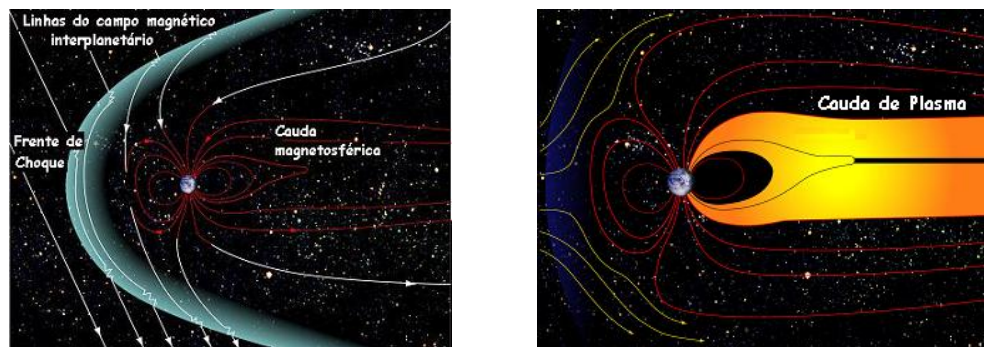 Linhas do campo magnético
interplanetário
Frente de
Choque
Cauda
magnetosférica
Cauda de Plasma